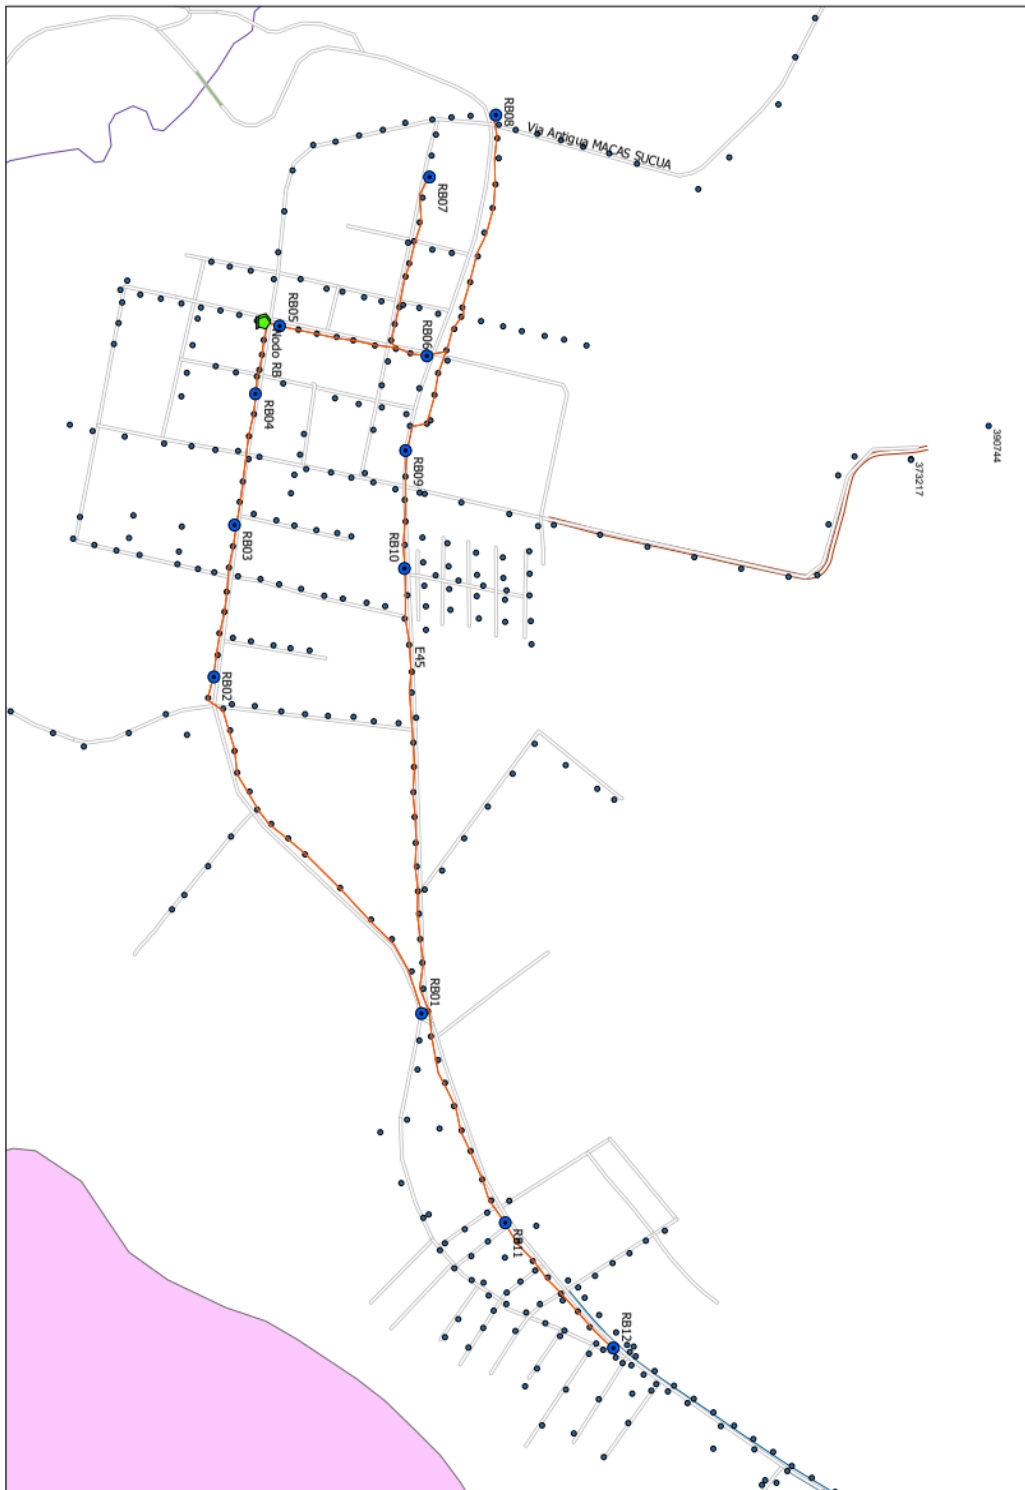 RB08
Via Antigua MACAS SUCUA
RB07
RB05
Nodo RB
RB06
RB04
390744
373217
RB09
RB03
RB10
E45
RB02
RB01
RB11
RB12